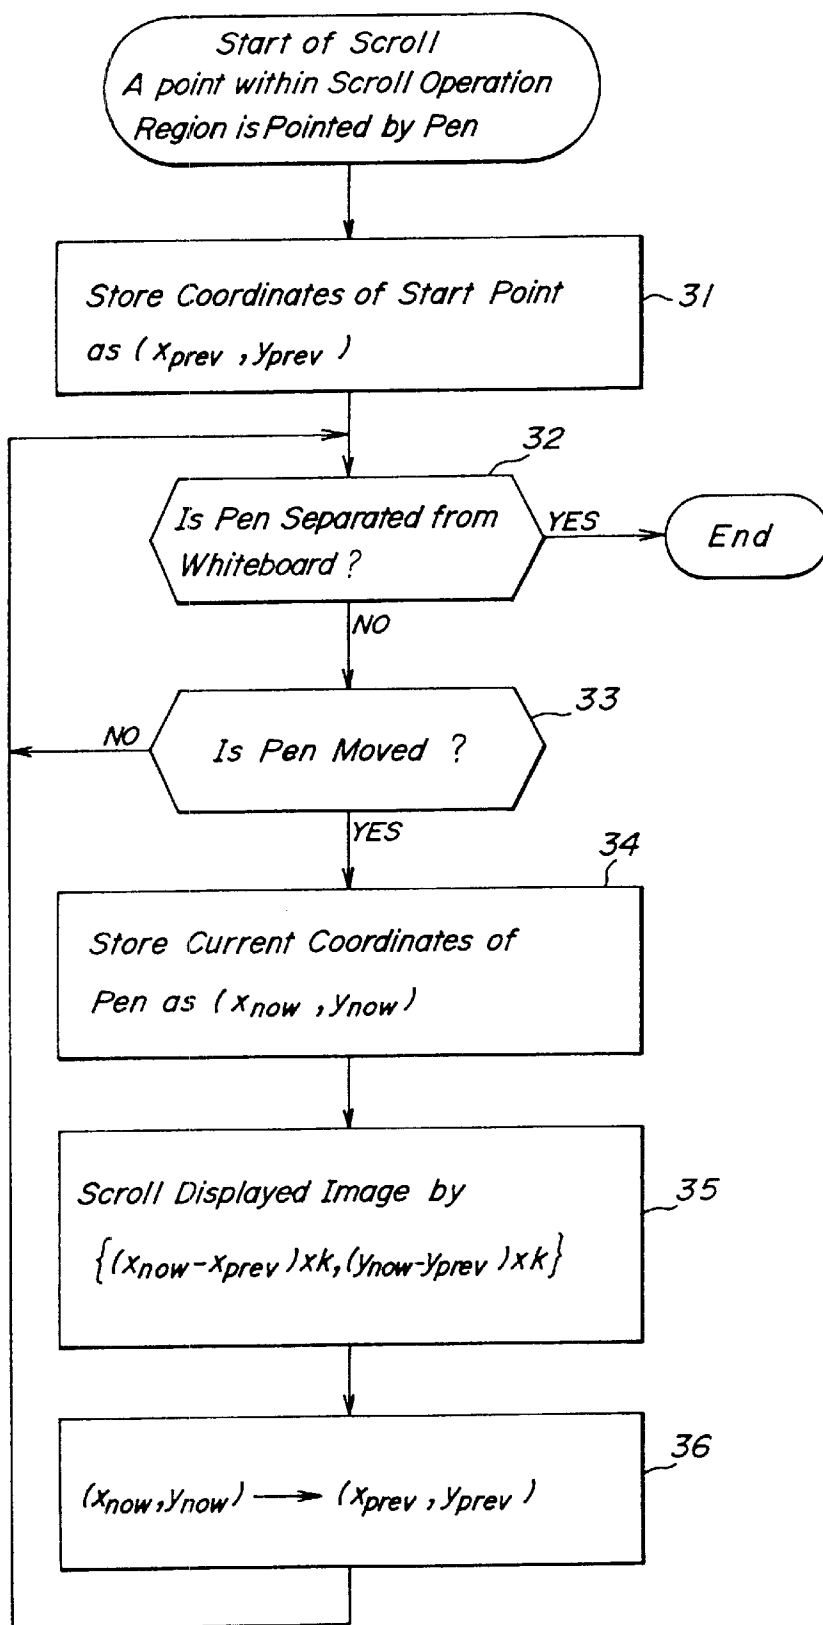 Start of Scroll
A point within Scroll Operation
Region is Pointed by Pen
Store Coordinates of Start Point
as (xprev , yprev)
31
32
Is Pen Separated from
Whiteboard ?
YES
End
NO
33
NO
Is Pen Moved ?
YES
34
Store Current Coordinates of
Pen as (xnow , ynow)
Scroll Displayed Image by
{(xnow-xprev)xk,(ynow-yprev)xk}
35
36
(xnow,ynow) → (xprev , yprev)